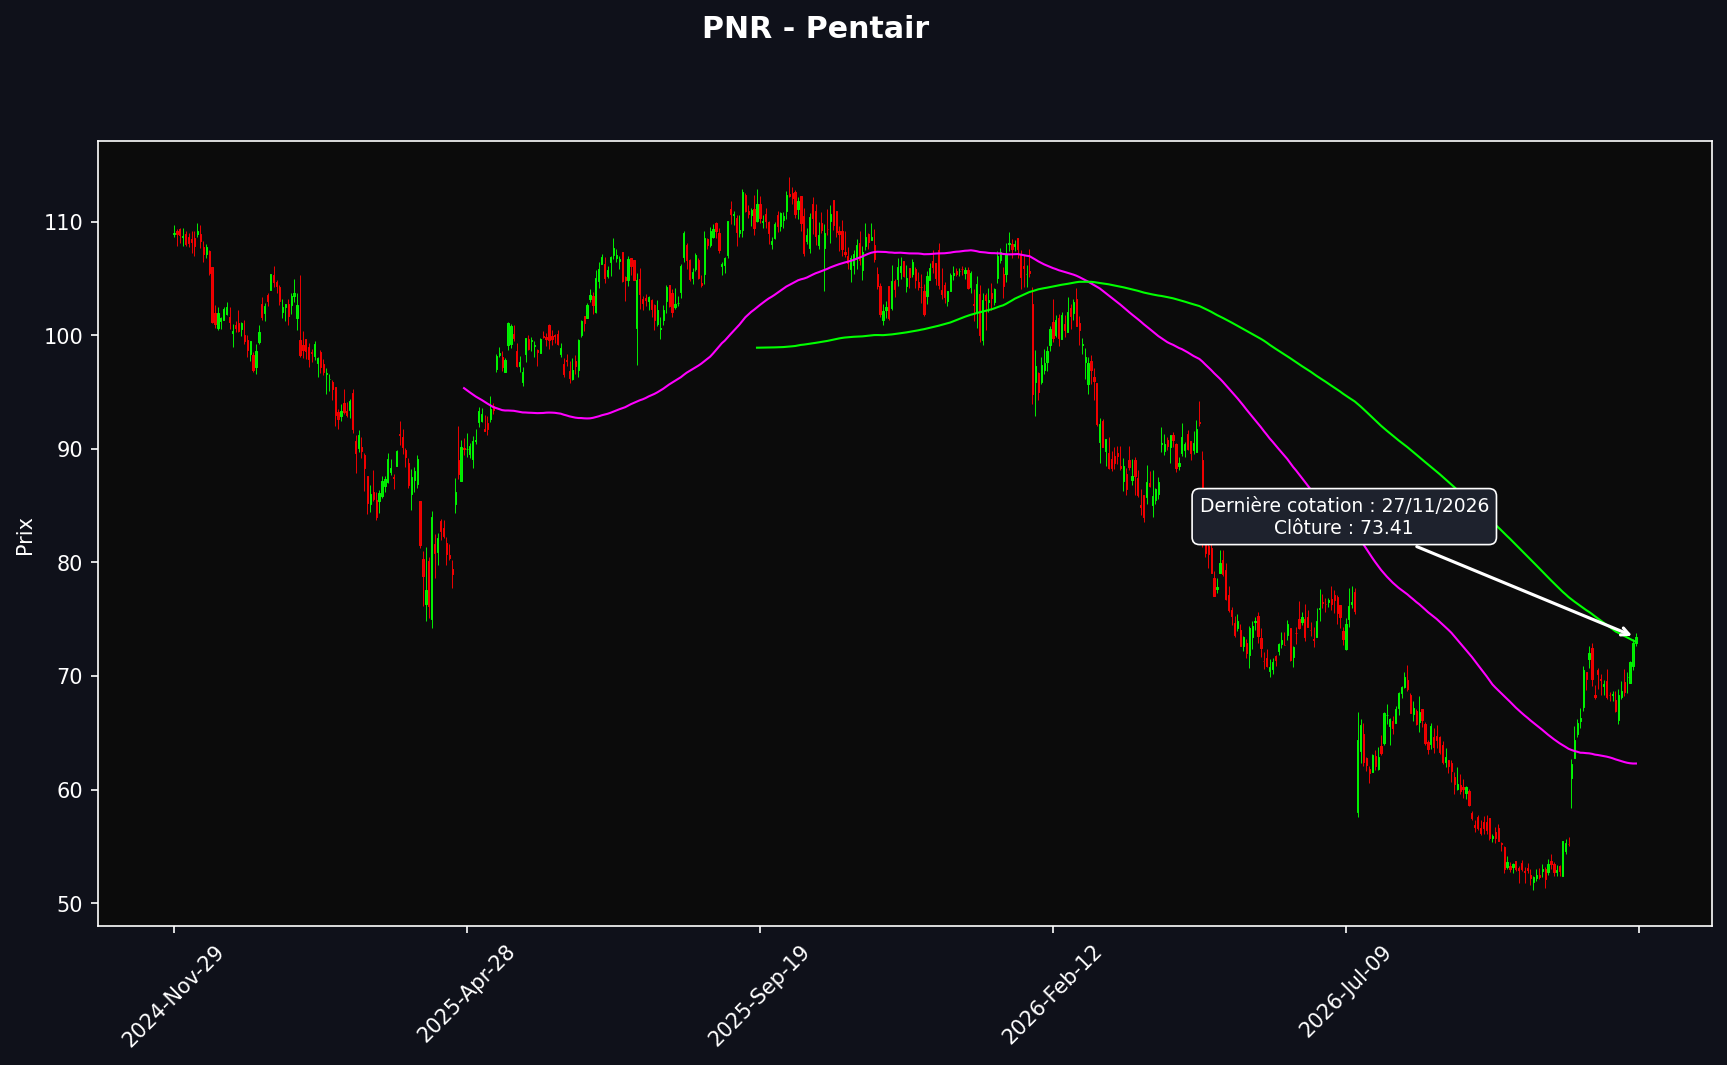 PNR - Pentair
Prix
110
100
90
80
70
60
50
Dernière cotation : 27/11/2026
Clôture : 73.41
2024-Nov-29
2025-Apr-28
2025-Sep-19
2026-Feb-12
2026-Jul-09